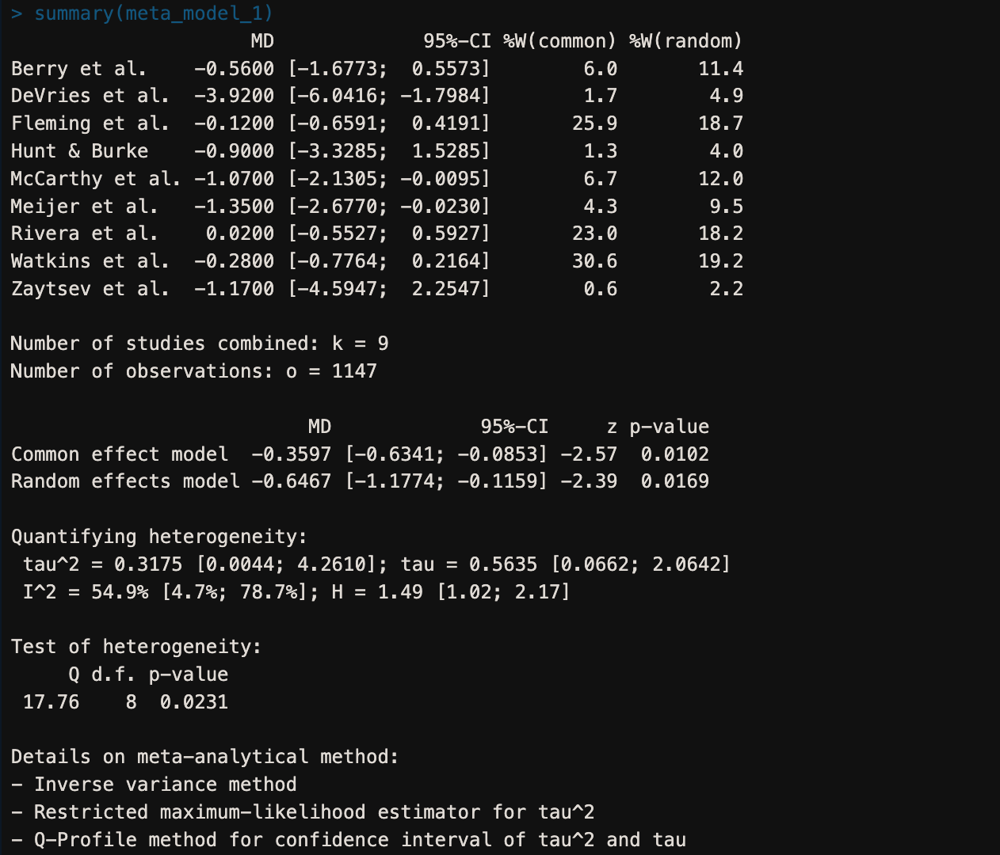 > summary(meta_model_1)
                     MD             95%-CI %W(common) %W(random)
Berry et al.    -0.5600 [-1.6773;  0.5573]        6.0       11.4
DeVries et al.  -3.9200 [-6.0416; -1.7984]        1.7        4.9
Fleming et al.  -0.1200 [-0.6591;  0.4191]       25.9       18.7
Hunt & Burke    -0.9000 [-3.3285;  1.5285]        1.3        4.0
McCarthy et al. -1.0700 [-2.1305; -0.0095]        6.7       12.0
Meijer et al.   -1.3500 [-2.6770; -0.0230]        4.3        9.5
Rivera et al.    0.0200 [-0.5527;  0.5927]       23.0       18.2
Watkins et al.  -0.2800 [-0.7764;  0.2164]       30.6       19.2
Zaytsev et al.  -1.1700 [-4.5947;  2.2547]        0.6        2.2

Number of studies combined: k = 9
Number of observations: o = 1147

                          MD             95%-CI     z p-value
Common effect model  -0.3597 [-0.6341; -0.0853] -2.57  0.0102
Random effects model -0.6467 [-1.1774; -0.1159] -2.39  0.0169

Quantifying heterogeneity:
 tau^2 = 0.3175 [0.0044; 4.2610]; tau = 0.5635 [0.0662; 2.0642]
 I^2 = 54.9% [4.7%; 78.7%]; H = 1.49 [1.02; 2.17]

Test of heterogeneity:
     Q d.f. p-value
 17.76    8  0.0231

Details on meta-analytical method:
- Inverse variance method
- Restricted maximum-likelihood estimator for tau^2
- Q-Profile method for confidence interval of tau^2 and tau